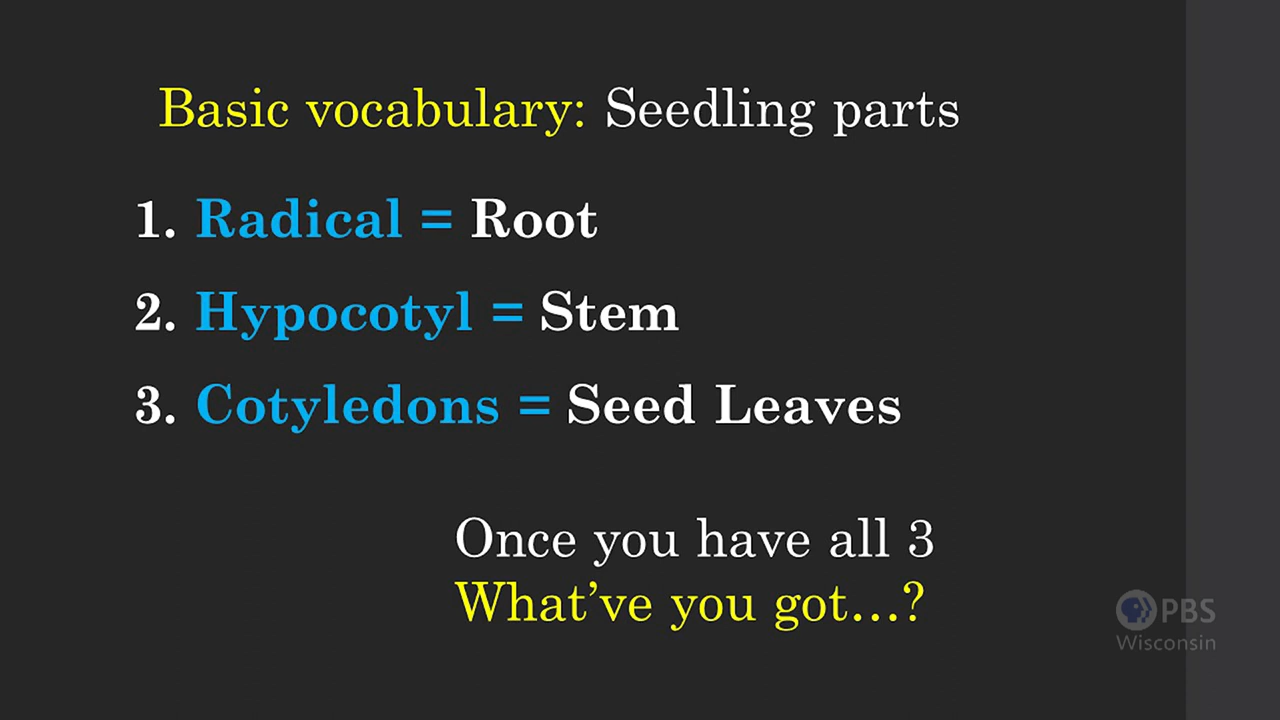 Basic vocabulary: Seedling parts
1. Radical = Root
2. Hypocotyl = Stem
3. Cotyledons = Seed Leaves
Once you have all 3
What’ve you got…?
PBS
Wisconsin